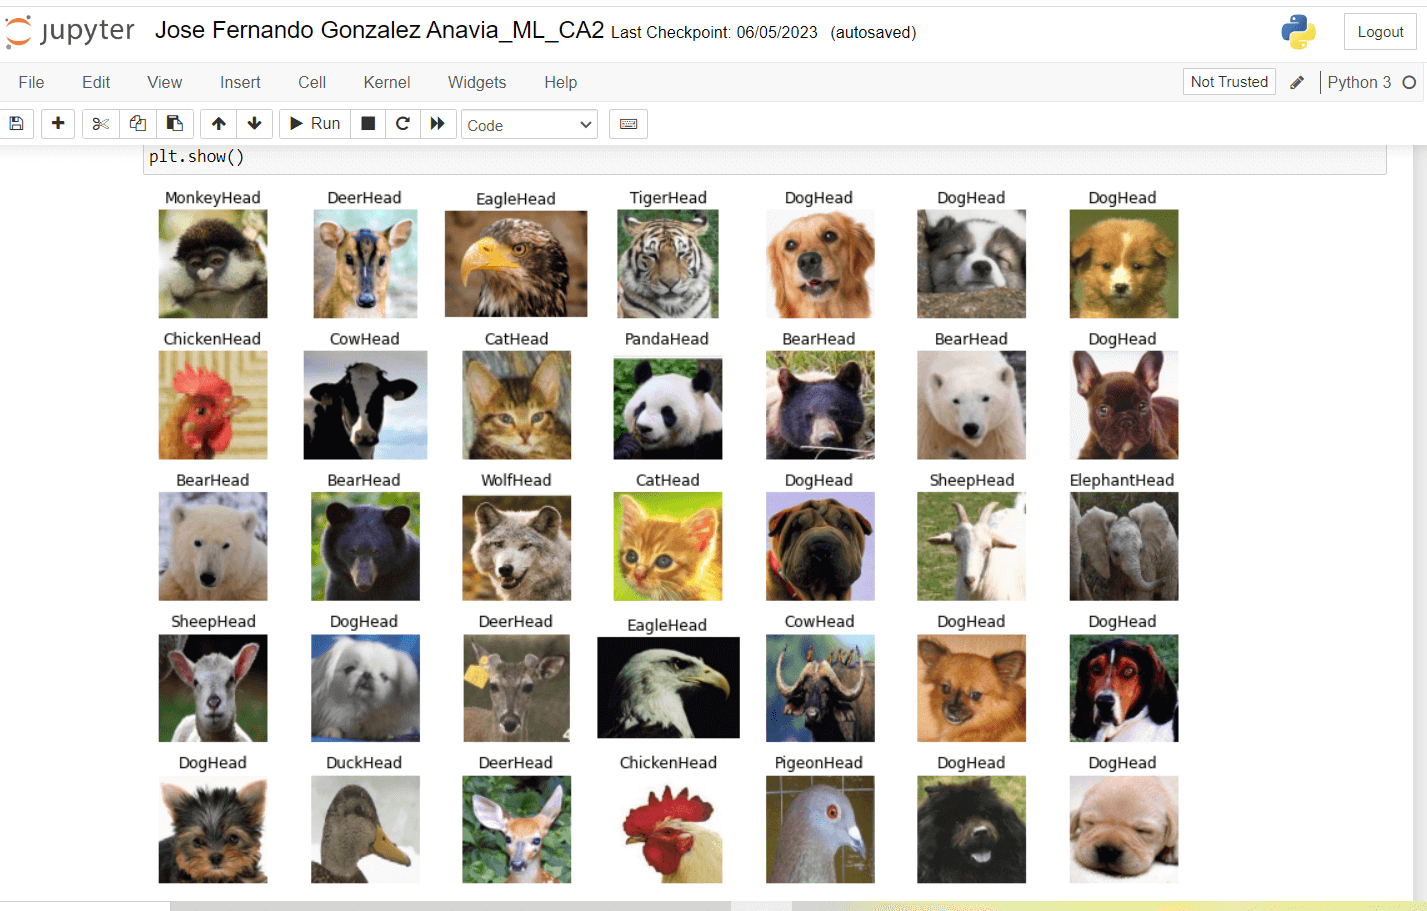 jupyter Jose Fernando Gonzalez Anavia_ML_CA2 Last Checkpoint: 06/05/2023 (autosaved) Logout
File Edit View Insert Cell Kernel Widgets Help Not Trusted Python 3
Run Code
plt.show()
MonkeyHead DeerHead EagleHead TigerHead DogHead DogHead DogHead
ChickenHead CowHead CatHead PandaHead BearHead BearHead DogHead
BearHead BearHead WolfHead CatHead DogHead SheepHead ElephantHead
SheepHead DogHead DeerHead EagleHead CowHead DogHead DogHead
DogHead DuckHead DeerHead ChickenHead PigeonHead DogHead DogHead